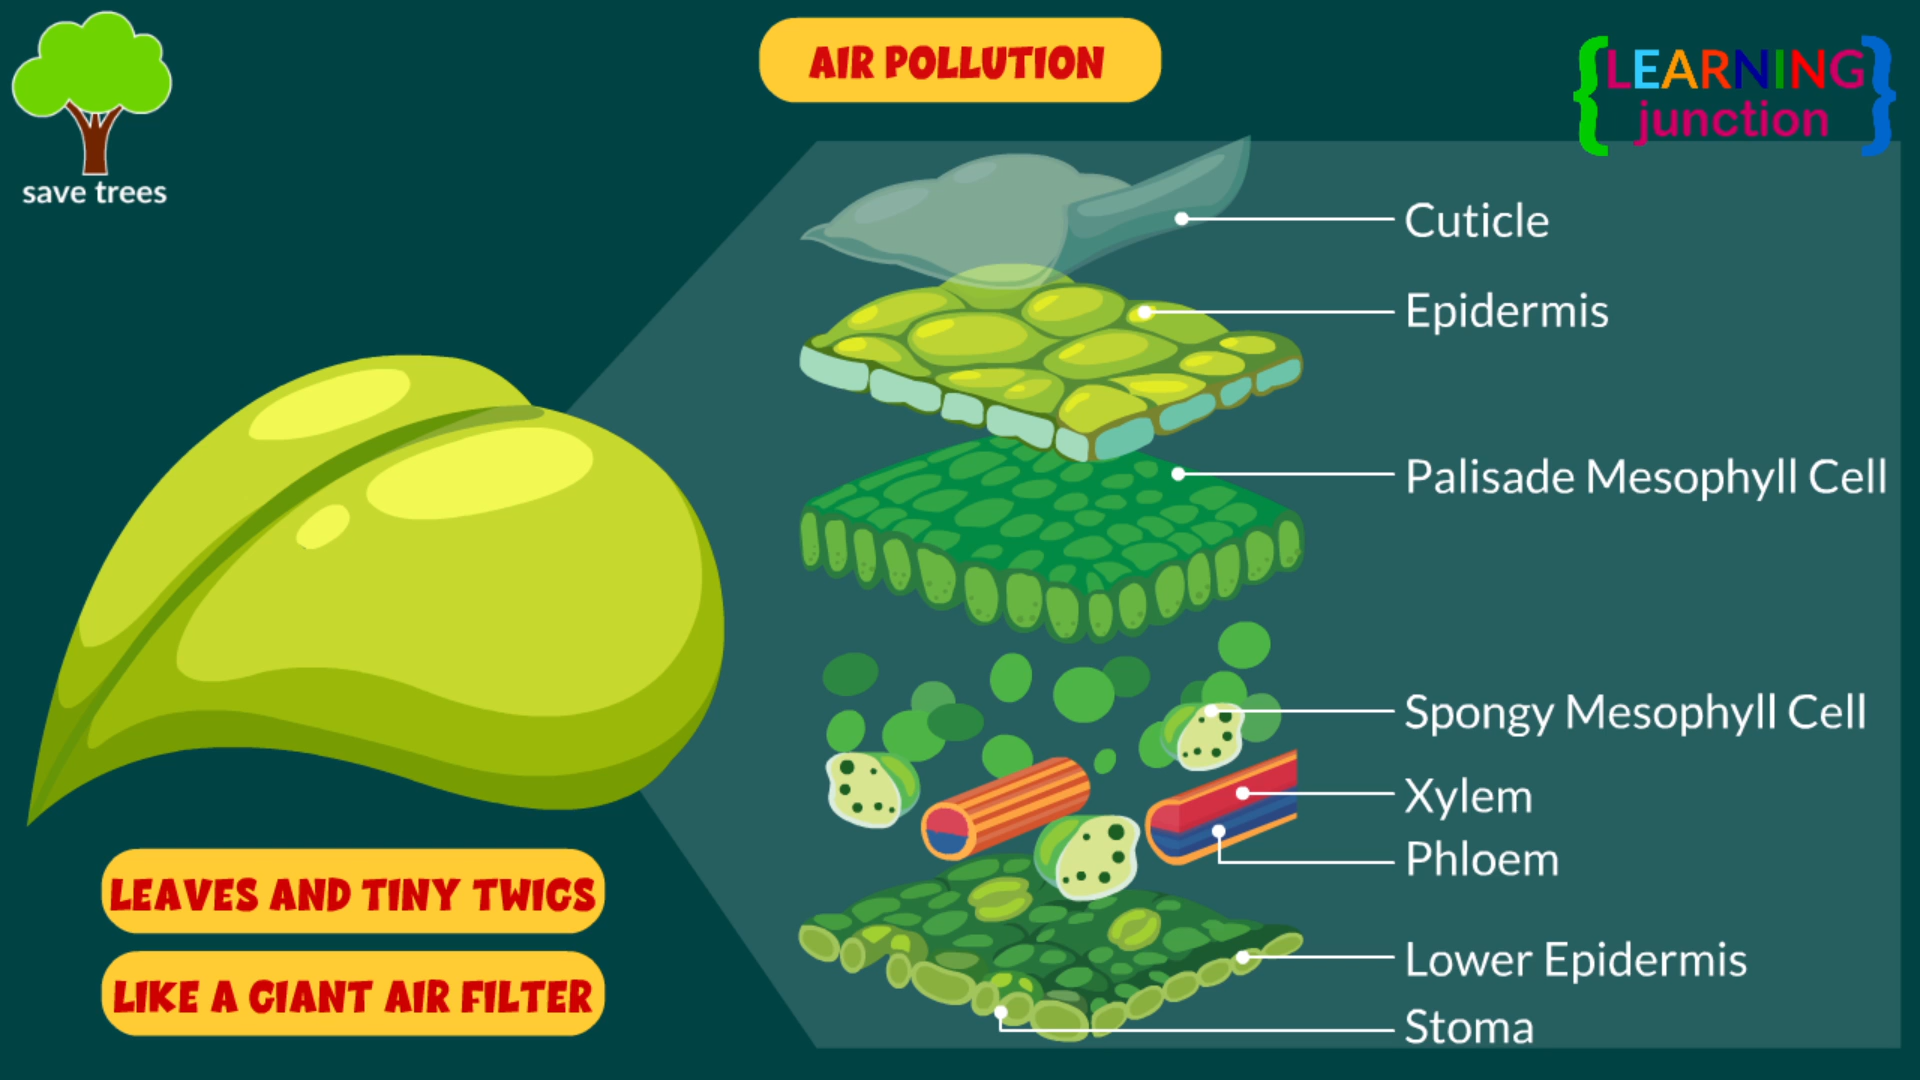 save trees
AIR POLLUTION
{LEARNING
junction}
Cuticle
Epidermis
Palisade Mesophyll Cell
Spongy Mesophyll Cell
Xylem
Phloem
Lower Epidermis
Stoma
LEAVES AND TINY TWIGS
LIKE A GIANT AIR FILTER